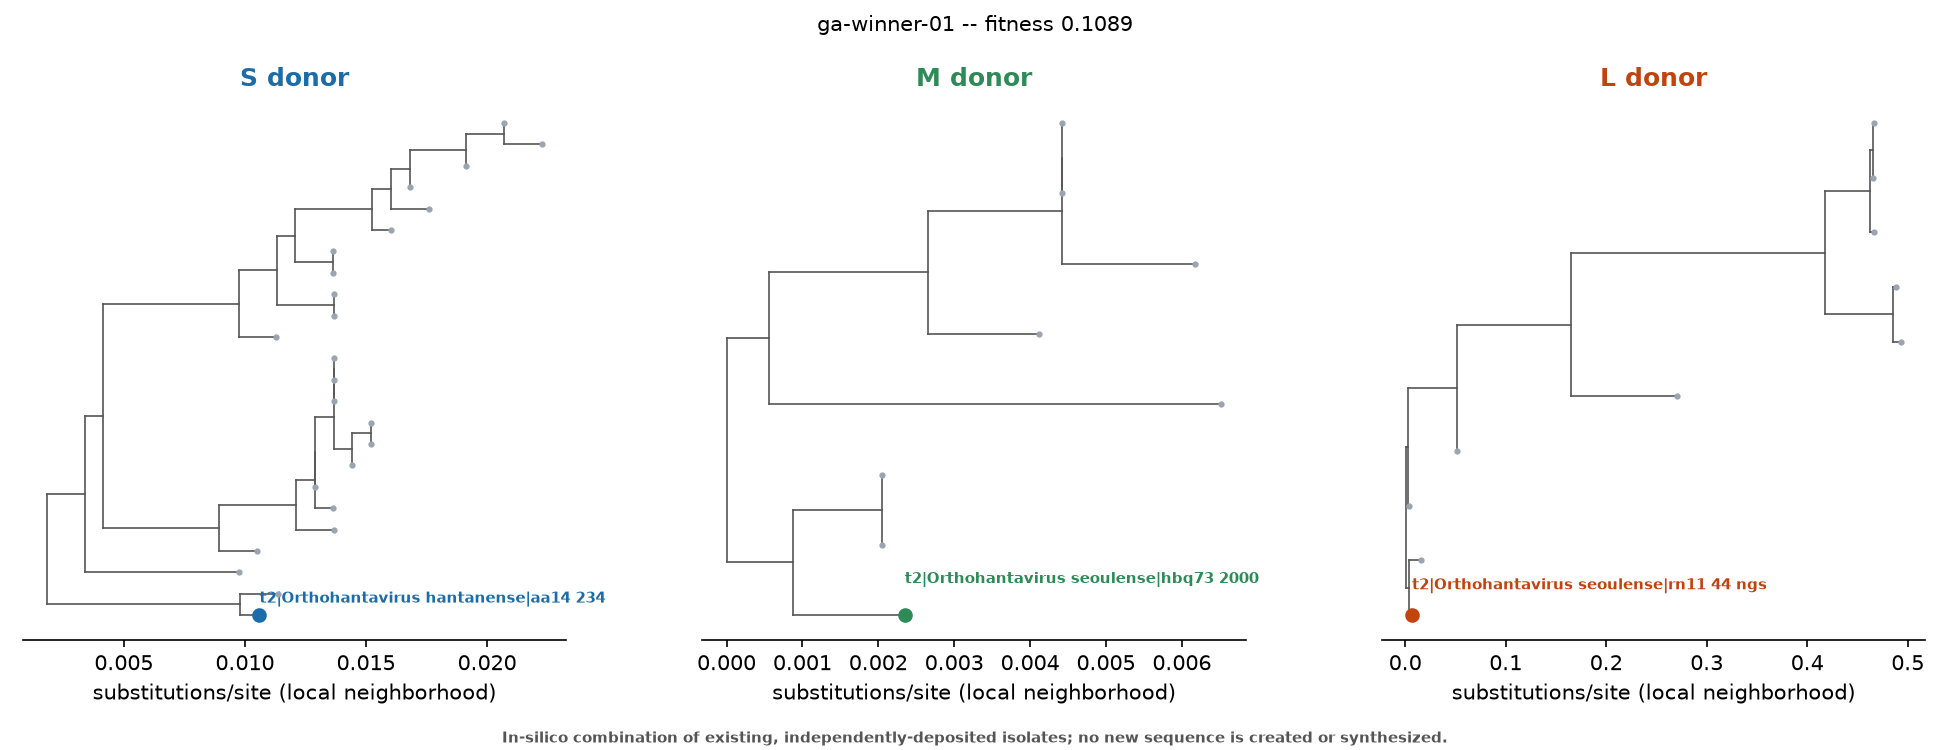 ga-winner-01 -- fitness 0.1089
S donor
M donor
L donor
t2|Orthohantavirus hantanense|aa14 234
t2|Orthohantavirus seoulense|hbq73 2000
t2|Orthohantavirus seoulense|rn11 44 ngs
0.005 0.010 0.015 0.020
0.000 0.001 0.002 0.003 0.004 0.005 0.006
0.0 0.1 0.2 0.3 0.4 0.5
substitutions/site (local neighborhood)
substitutions/site (local neighborhood)
substitutions/site (local neighborhood)
In-silico combination of existing, independently-deposited isolates; no new sequence is created or synthesized.